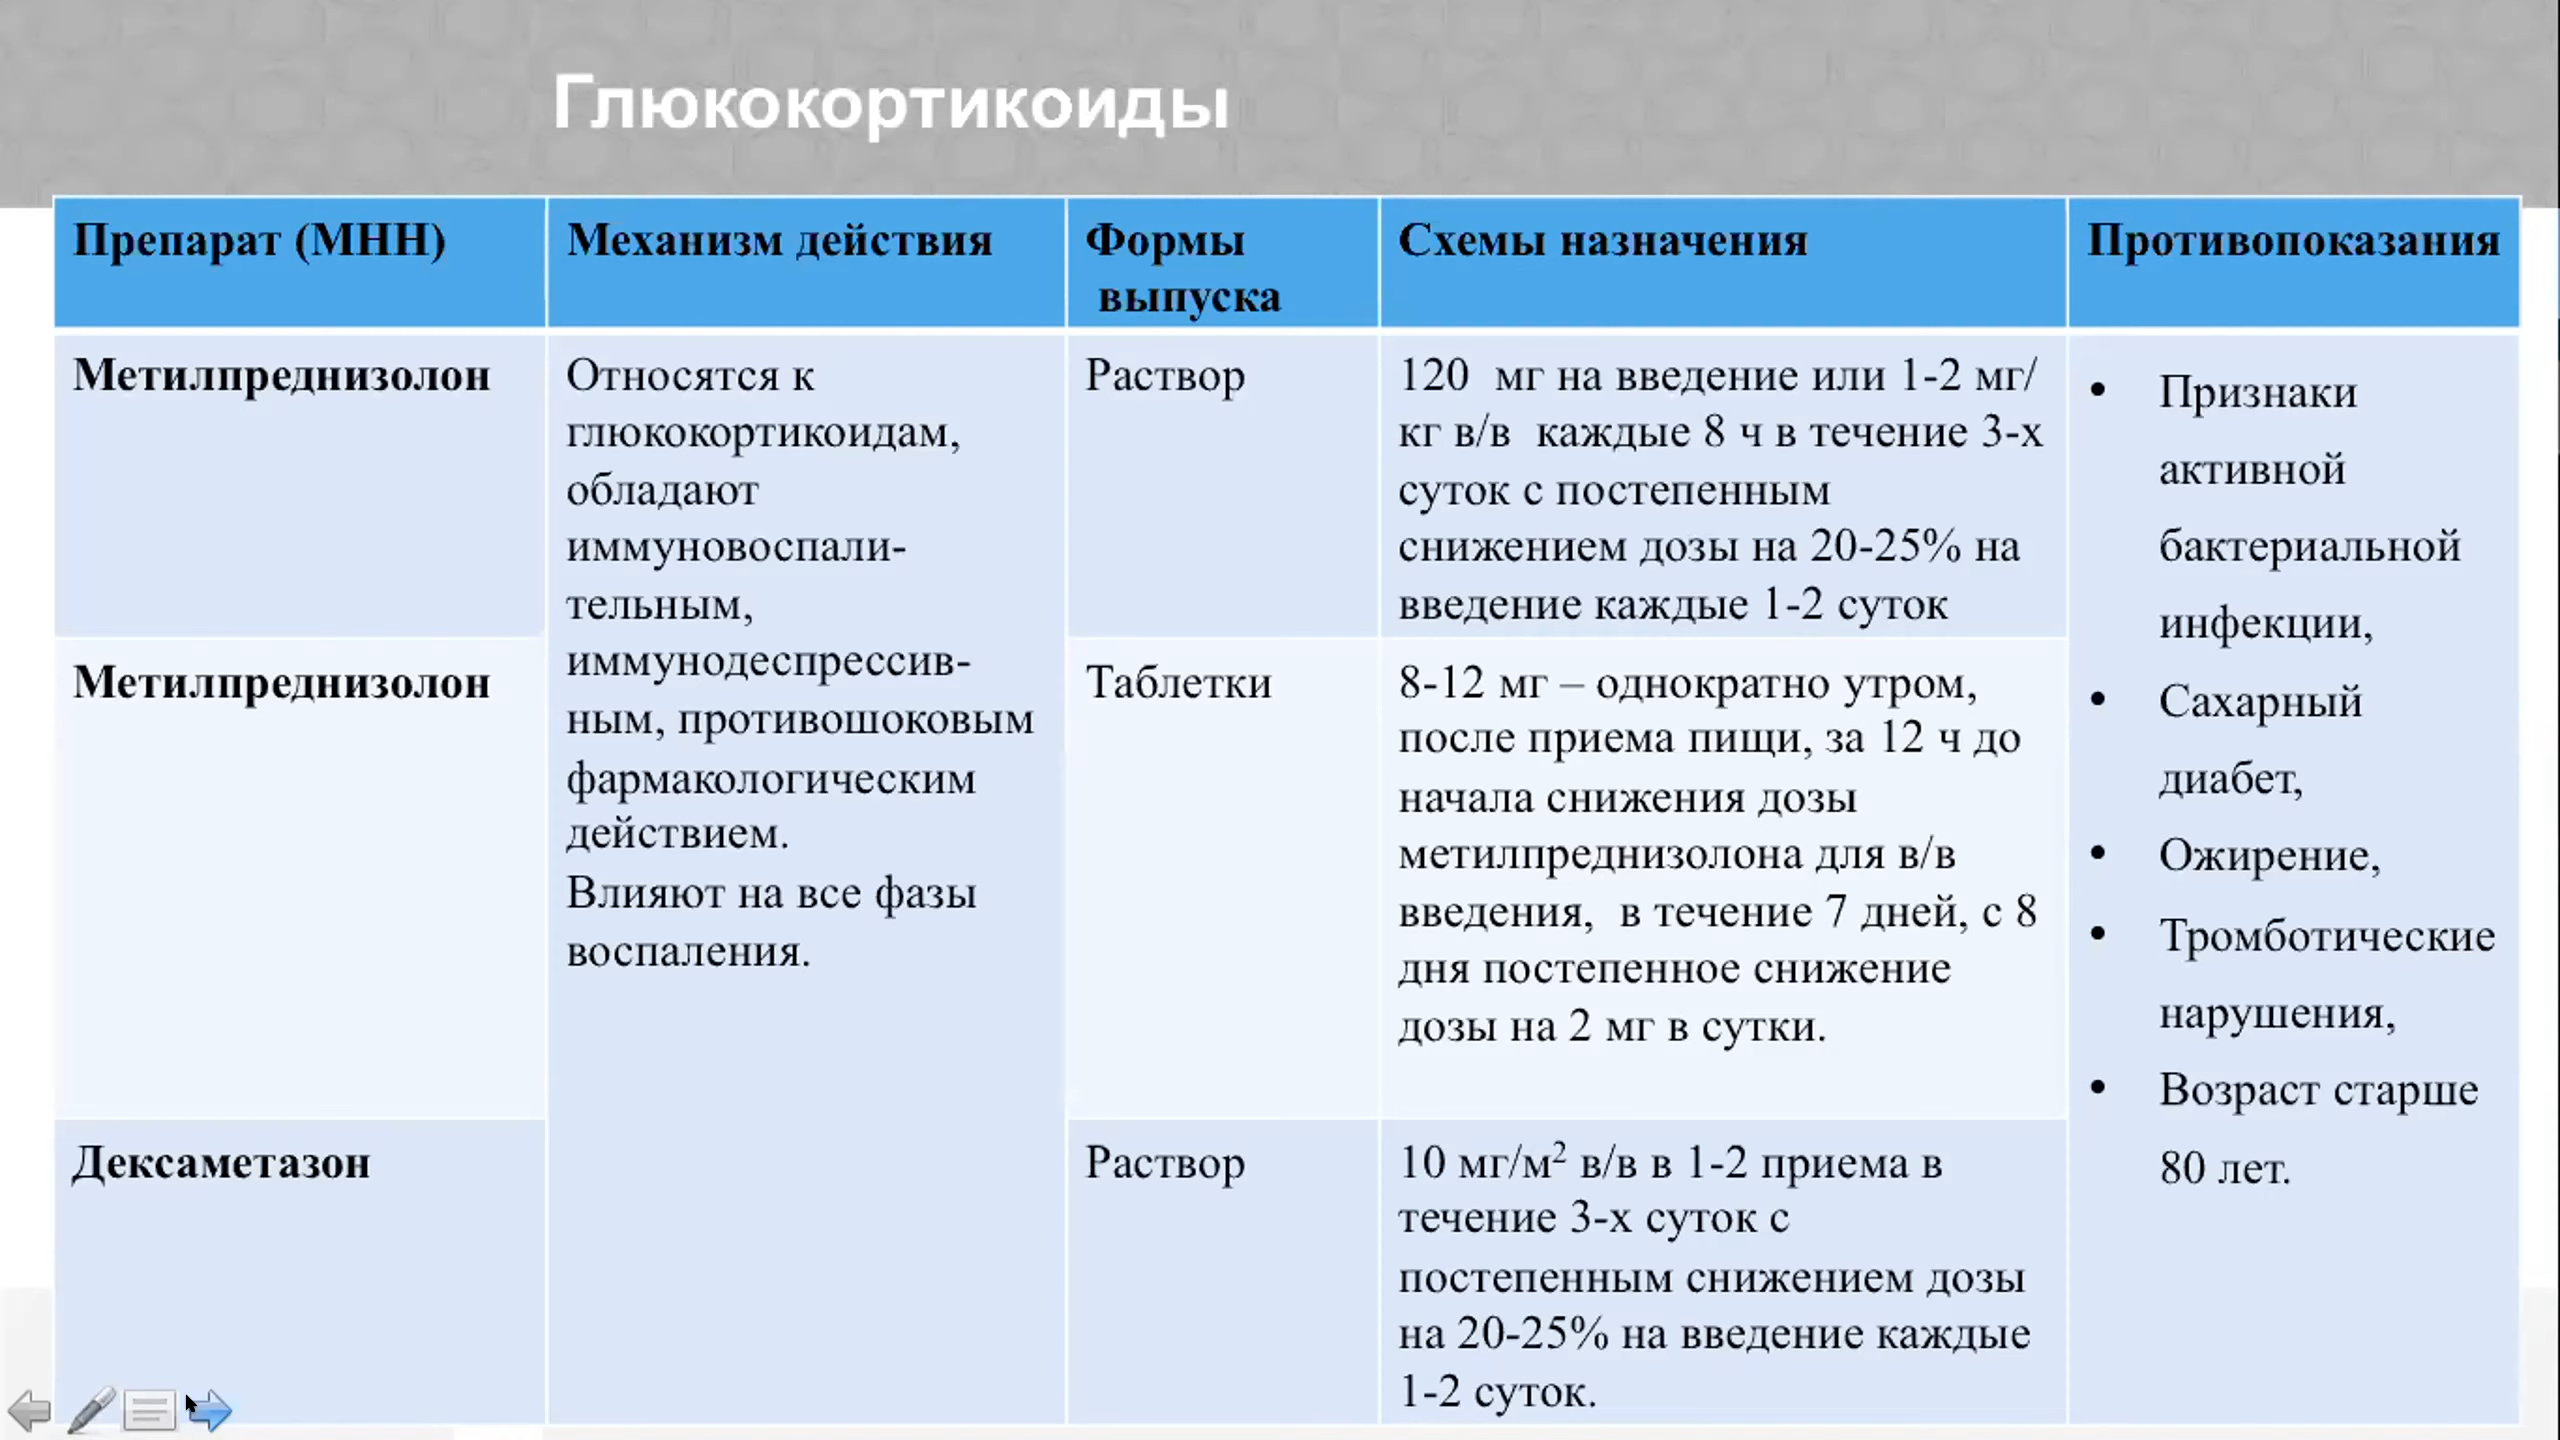 Глюкокортикоиды
Препарат (МНН)
Механизм действия
Формы
выпуска
Схемы назначения
Противопоказания
Метилпреднизолон
Относятся к
глюкокортикоидам,
обладают
иммуновоспали-
тельным,
иммунодеспрессив-
ным, противошоковым
фармакологическим
действием.
Влияют на все фазы
воспаления.
Раствор
120 мг на введение или 1-2 мг/
кг в/в каждые 8 ч в течение 3-х
суток с постепенным
снижением дозы на 20-25% на
введение каждые 1-2 суток
• Признаки
активной
бактериальной
инфекции,
• Сахарный
диабет,
• Ожирение,
• Тромботические
нарушения,
• Возраст старше
80 лет.
Метилпреднизолон
Таблетки
8-12 мг – однократно утром,
после приема пищи, за 12 ч до
начала снижения дозы
метилпреднизолона для в/в
введения, в течение 7 дней, с 8
дня постепенное снижение
дозы на 2 мг в сутки.
Дексаметазон
Раствор
10 мг/м² в/в в 1-2 приема в
течение 3-х суток с
постепенным снижением дозы
на 20-25% на введение каждые
1-2 суток.